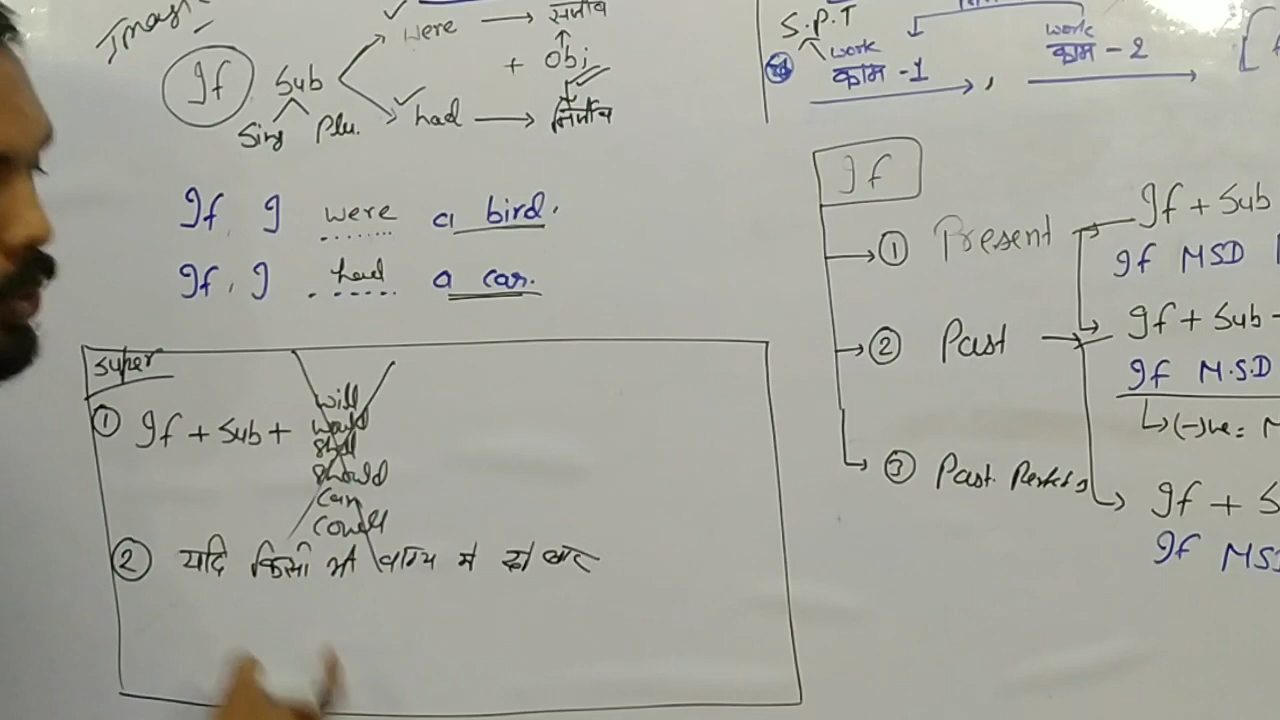 were → सजीव
If Sub + Obj
Sing Plu. had → निर्जीव
If, I were a bird.
If, I had a car.
Super
① If + Sub +
will
would
shall
should
can
could
② यदि किसी भी वाक्य में दो बार
S.P.T
work work
काम - 1 , काम - 2
If
① Present
② Past
③ Past Perfect
If + Sub
If MSD
If + Sub
If M.S.D
↳ (-)ve = M
If + S
If MSD